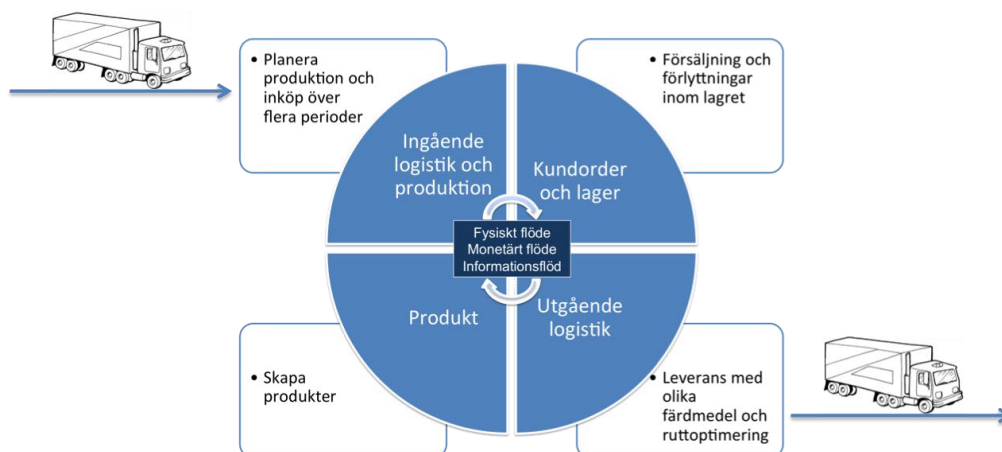 • Planera
produktion och
inköp över
flera perioder
• Försäljning och
förlyttningar
inom lagret
Ingående
logistik och
produktion
Kundorder
och lager
Fysiskt flöde
Monetärt flöde
Informationsflöd
Produkt
Utgående
logistik
• Skapa
produkter
• Leverans med
olika
färdmedel och
ruttoptimering